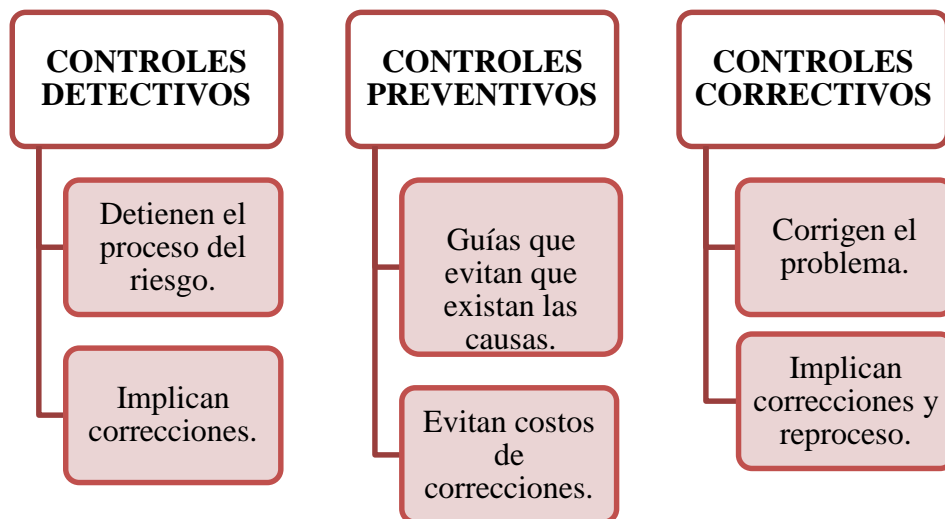 CONTROLES
DETECTIVOS
Detienen el
proceso del
riesgo.
Implican
correcciones.
CONTROLES
PREVENTIVOS
Guías que
evitan que
existan las
causas.
Evitan costos
de
correcciones.
CONTROLES
CORRECTIVOS
Corrigen el
problema.
Implican
correcciones y
reproceso.